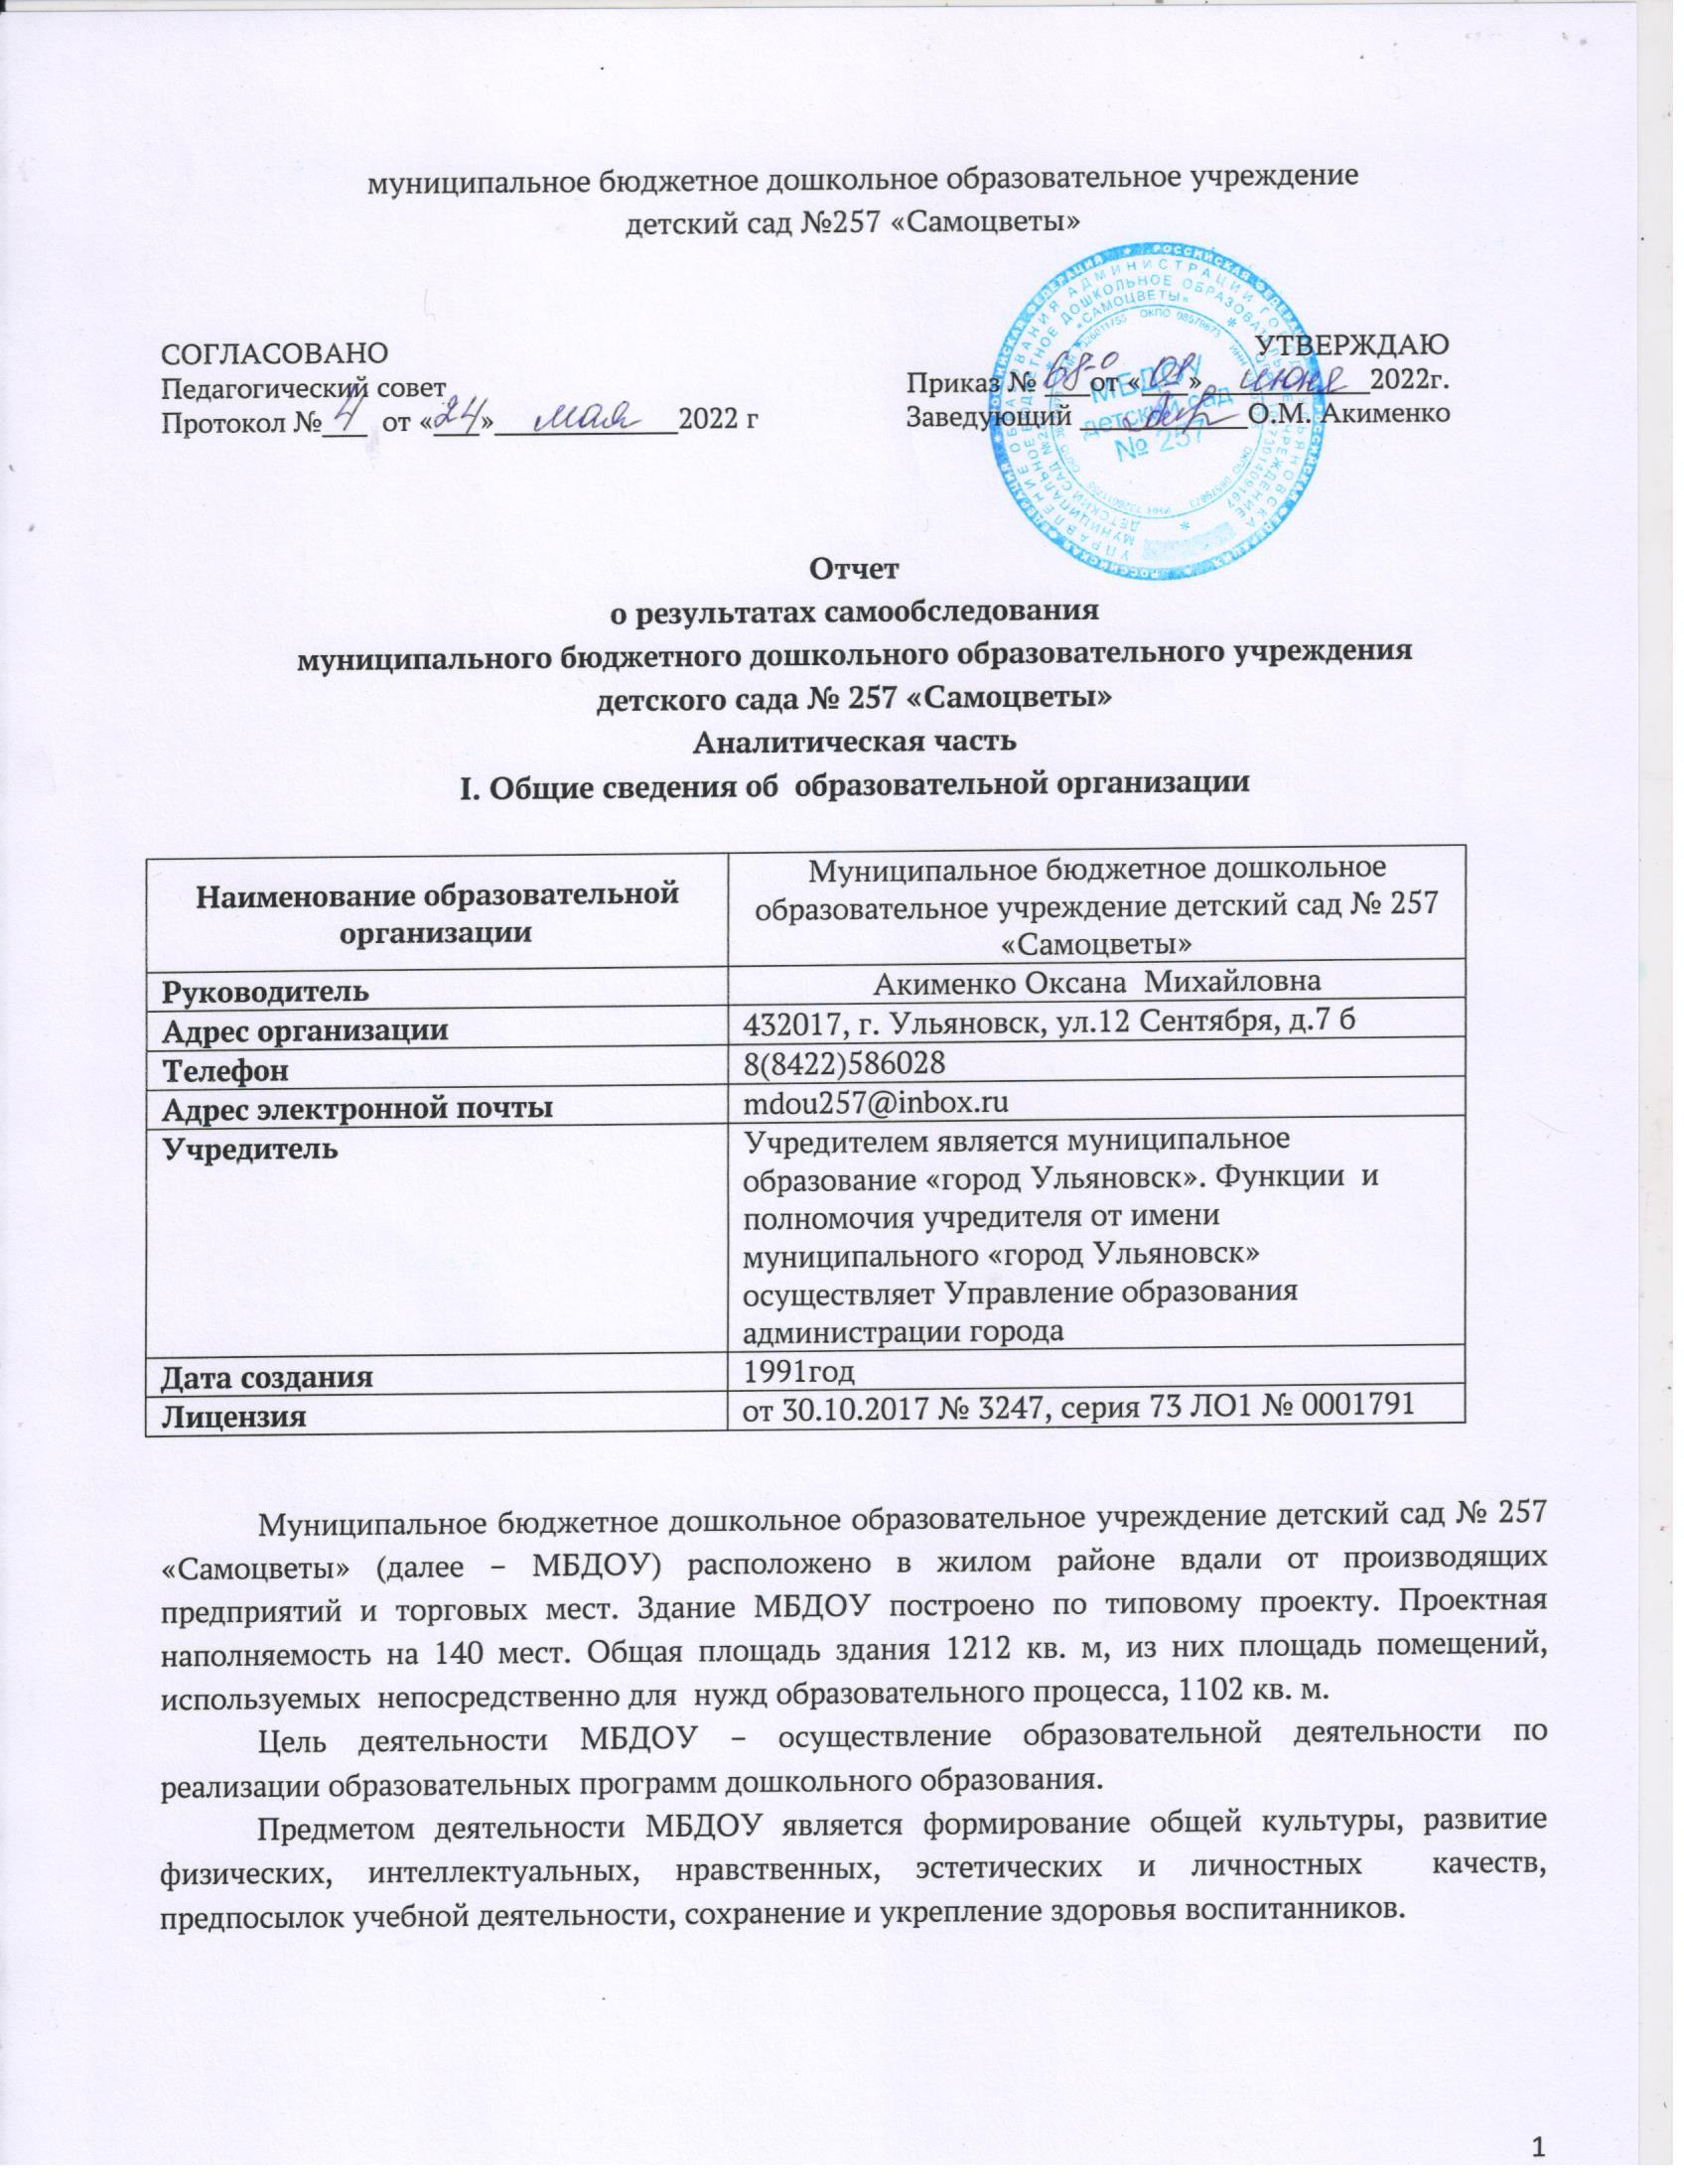 муниципальное бюджетное дошкольное образовательное учреждение
детский сад №257 «Самоцветы»
СОГЛАСОВАНО
Педагогический совет
Протокол № 4 от «24» мая 2022 г
УТВЕРЖДАЮ
Приказ № 68-о от «01» июня 2022г.
Заведующий О.М. Акименко
МБДОУ
детский сад
№ 257
Отчет
о результатах самообследования
муниципального бюджетного дошкольного образовательного учреждения
детского сада № 257 «Самоцветы»
Аналитическая часть
I. Общие сведения об образовательной организации
Наименование образовательной
организации
Муниципальное бюджетное дошкольное
образовательное учреждение детский сад № 257
«Самоцветы»
Руководитель
Акименко Оксана Михайловна
Адрес организации
432017, г. Ульяновск, ул.12 Сентября, д.7 б
Телефон
8(8422)586028
Адрес электронной почты
mdou257@inbox.ru
Учредитель
Учредителем является муниципальное
образование «город Ульяновск». Функции и
полномочия учредителя от имени
муниципального «город Ульяновск»
осуществляет Управление образования
администрации города
Дата создания
1991год
Лицензия
от 30.10.2017 № 3247, серия 73 ЛО1 № 0001791
Муниципальное бюджетное дошкольное образовательное учреждение детский сад № 257
«Самоцветы» (далее – МБДОУ) расположено в жилом районе вдали от производящих
предприятий и торговых мест. Здание МБДОУ построено по типовому проекту. Проектная
наполняемость на 140 мест. Общая площадь здания 1212 кв. м, из них площадь помещений,
используемых непосредственно для нужд образовательного процесса, 1102 кв. м.
Цель деятельности МБДОУ – осуществление образовательной деятельности по
реализации образовательных программ дошкольного образования.
Предметом деятельности МБДОУ является формирование общей культуры, развитие
физических, интеллектуальных, нравственных, эстетических и личностных качеств,
предпосылок учебной деятельности, сохранение и укрепление здоровья воспитанников.
1